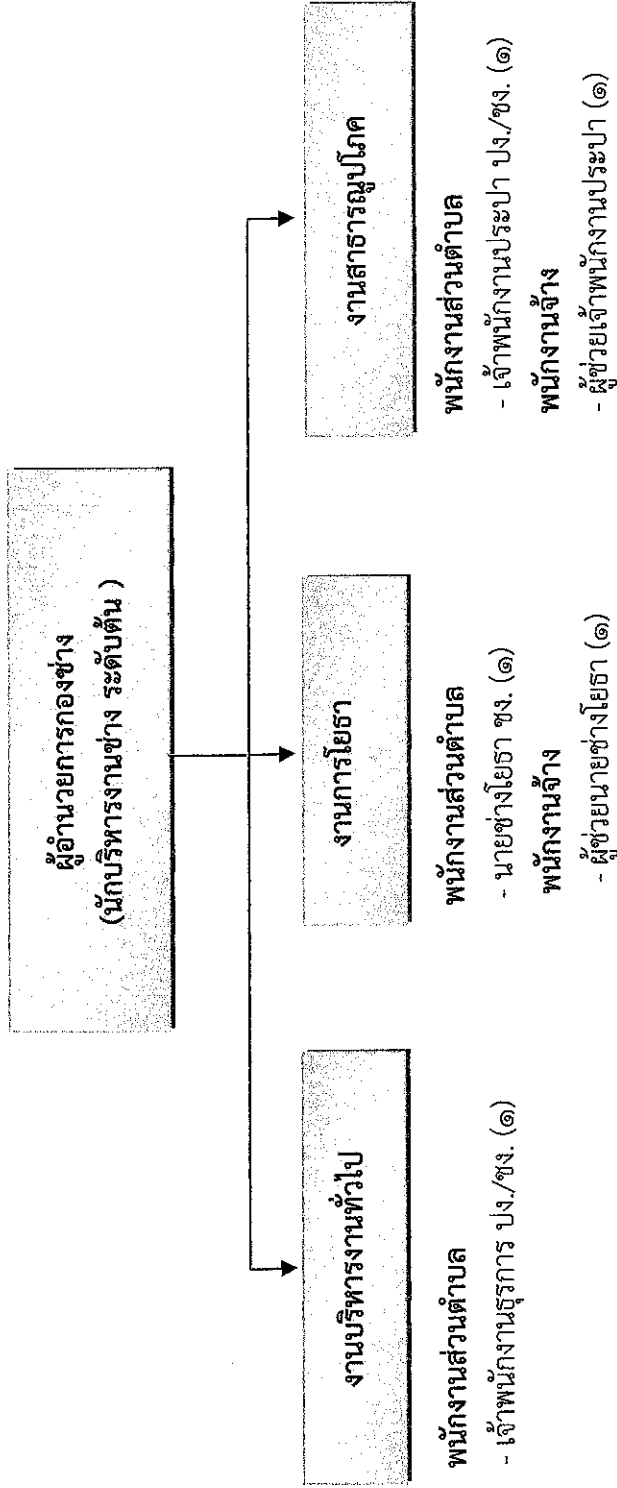 ผู้อำนวยการกองช่าง
(นักบริหารงานช่าง ระดับต้น )
งานบริหารงานทั่วไป
พนักงานส่วนตำบล
- เจ้าพนักงานธุรการ ปง./ชง. (๑)
งานการโยธา
พนักงานส่วนตำบล
- นายช่างโยธา ชง. (๑)
พนักงานจ้าง
- ผู้ช่วยนายช่างโยธา (๑)
งานสาธารณูปโภค
พนักงานส่วนตำบล
- เจ้าพนักงานประปา ปง./ชง. (๑)
พนักงานจ้าง
- ผู้ช่วยเจ้าพนักงานประปา (๑)